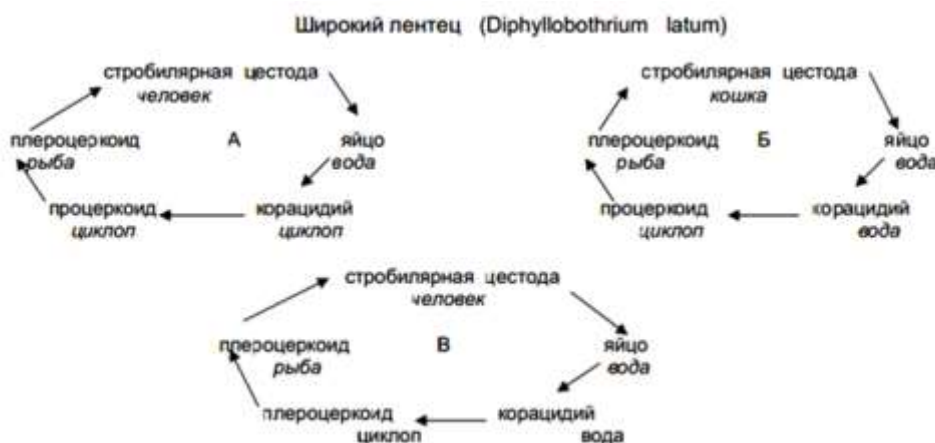 Широкий лентец (Diphyllobothrium latum)
стробилярная цестода
человек
плероцеркоид
рыба
А
яйцо
вода
процеркоид
циклоп
корацидий
циклоп
стробилярная цестода
кошка
плероцеркоид
рыба
Б
яйцо
вода
процеркоид
циклоп
корацидий
вода
стробилярная цестода
человек
плероцеркоид
рыба
В
яйцо
вода
плероцеркоид
циклоп
корацидий
вода